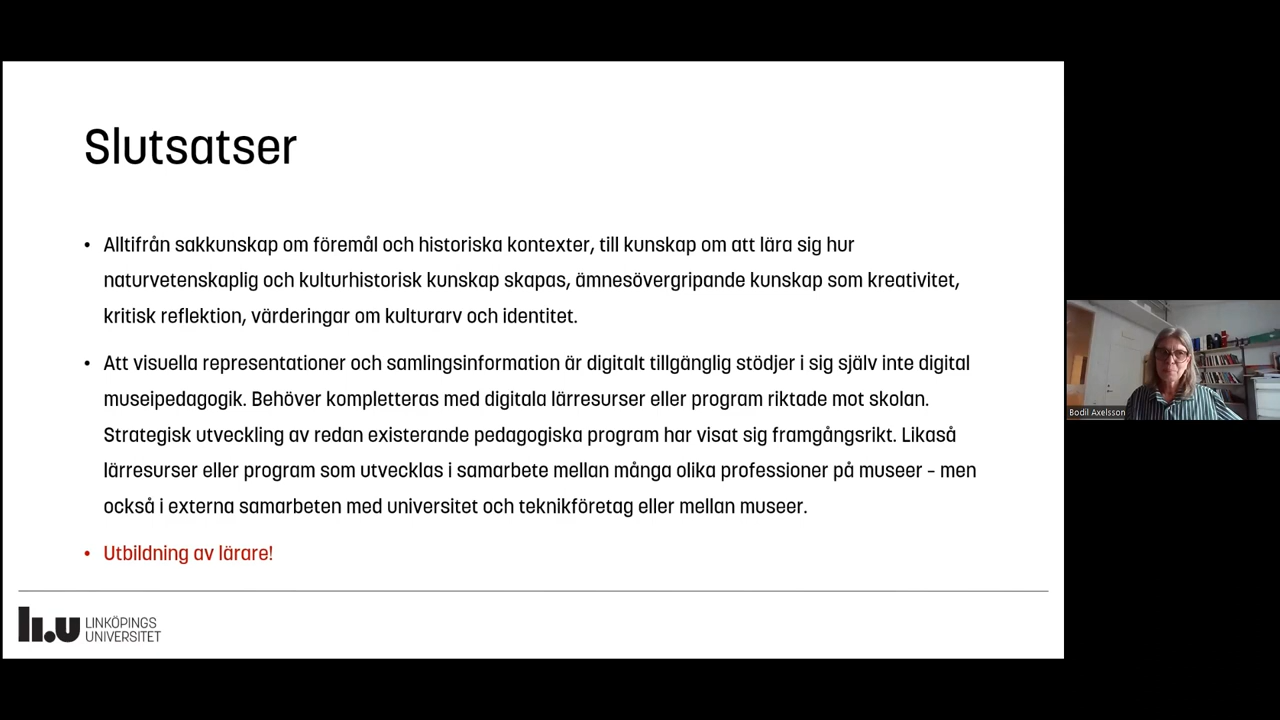 Slutsatser
• Alltifrån sakkunskap om föremål och historiska kontexter, till kunskap om att lära sig hur
naturvetenskaplig och kulturhistorisk kunskap skapas, ämnesövergripande kunskap som kreativitet,
kritisk reflektion, värderingar om kulturarv och identitet.
• Att visuella representationer och samlingsinformation är digitalt tillgänglig stödjer i sig själv inte digital
museipedagogik. Behöver kompletteras med digitala lärresurser eller program riktade mot skolan.
Strategisk utveckling av redan existerande pedagogiska program har visat sig framgångsrikt. Likaså
lärresurser eller program som utvecklas i samarbete mellan många olika professioner på museer – men
också i externa samarbeten med universitet och teknikföretag eller mellan museer.
• Utbildning av lärare!
li.u LINKÖPINGS
UNIVERSITET
Bodil Axelsson